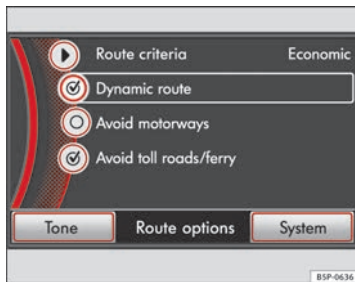 Route criteria Economic
Dynamic route
Avoid motorways
Avoid toll roads/ferry
Tone Route options System
B5P-0636